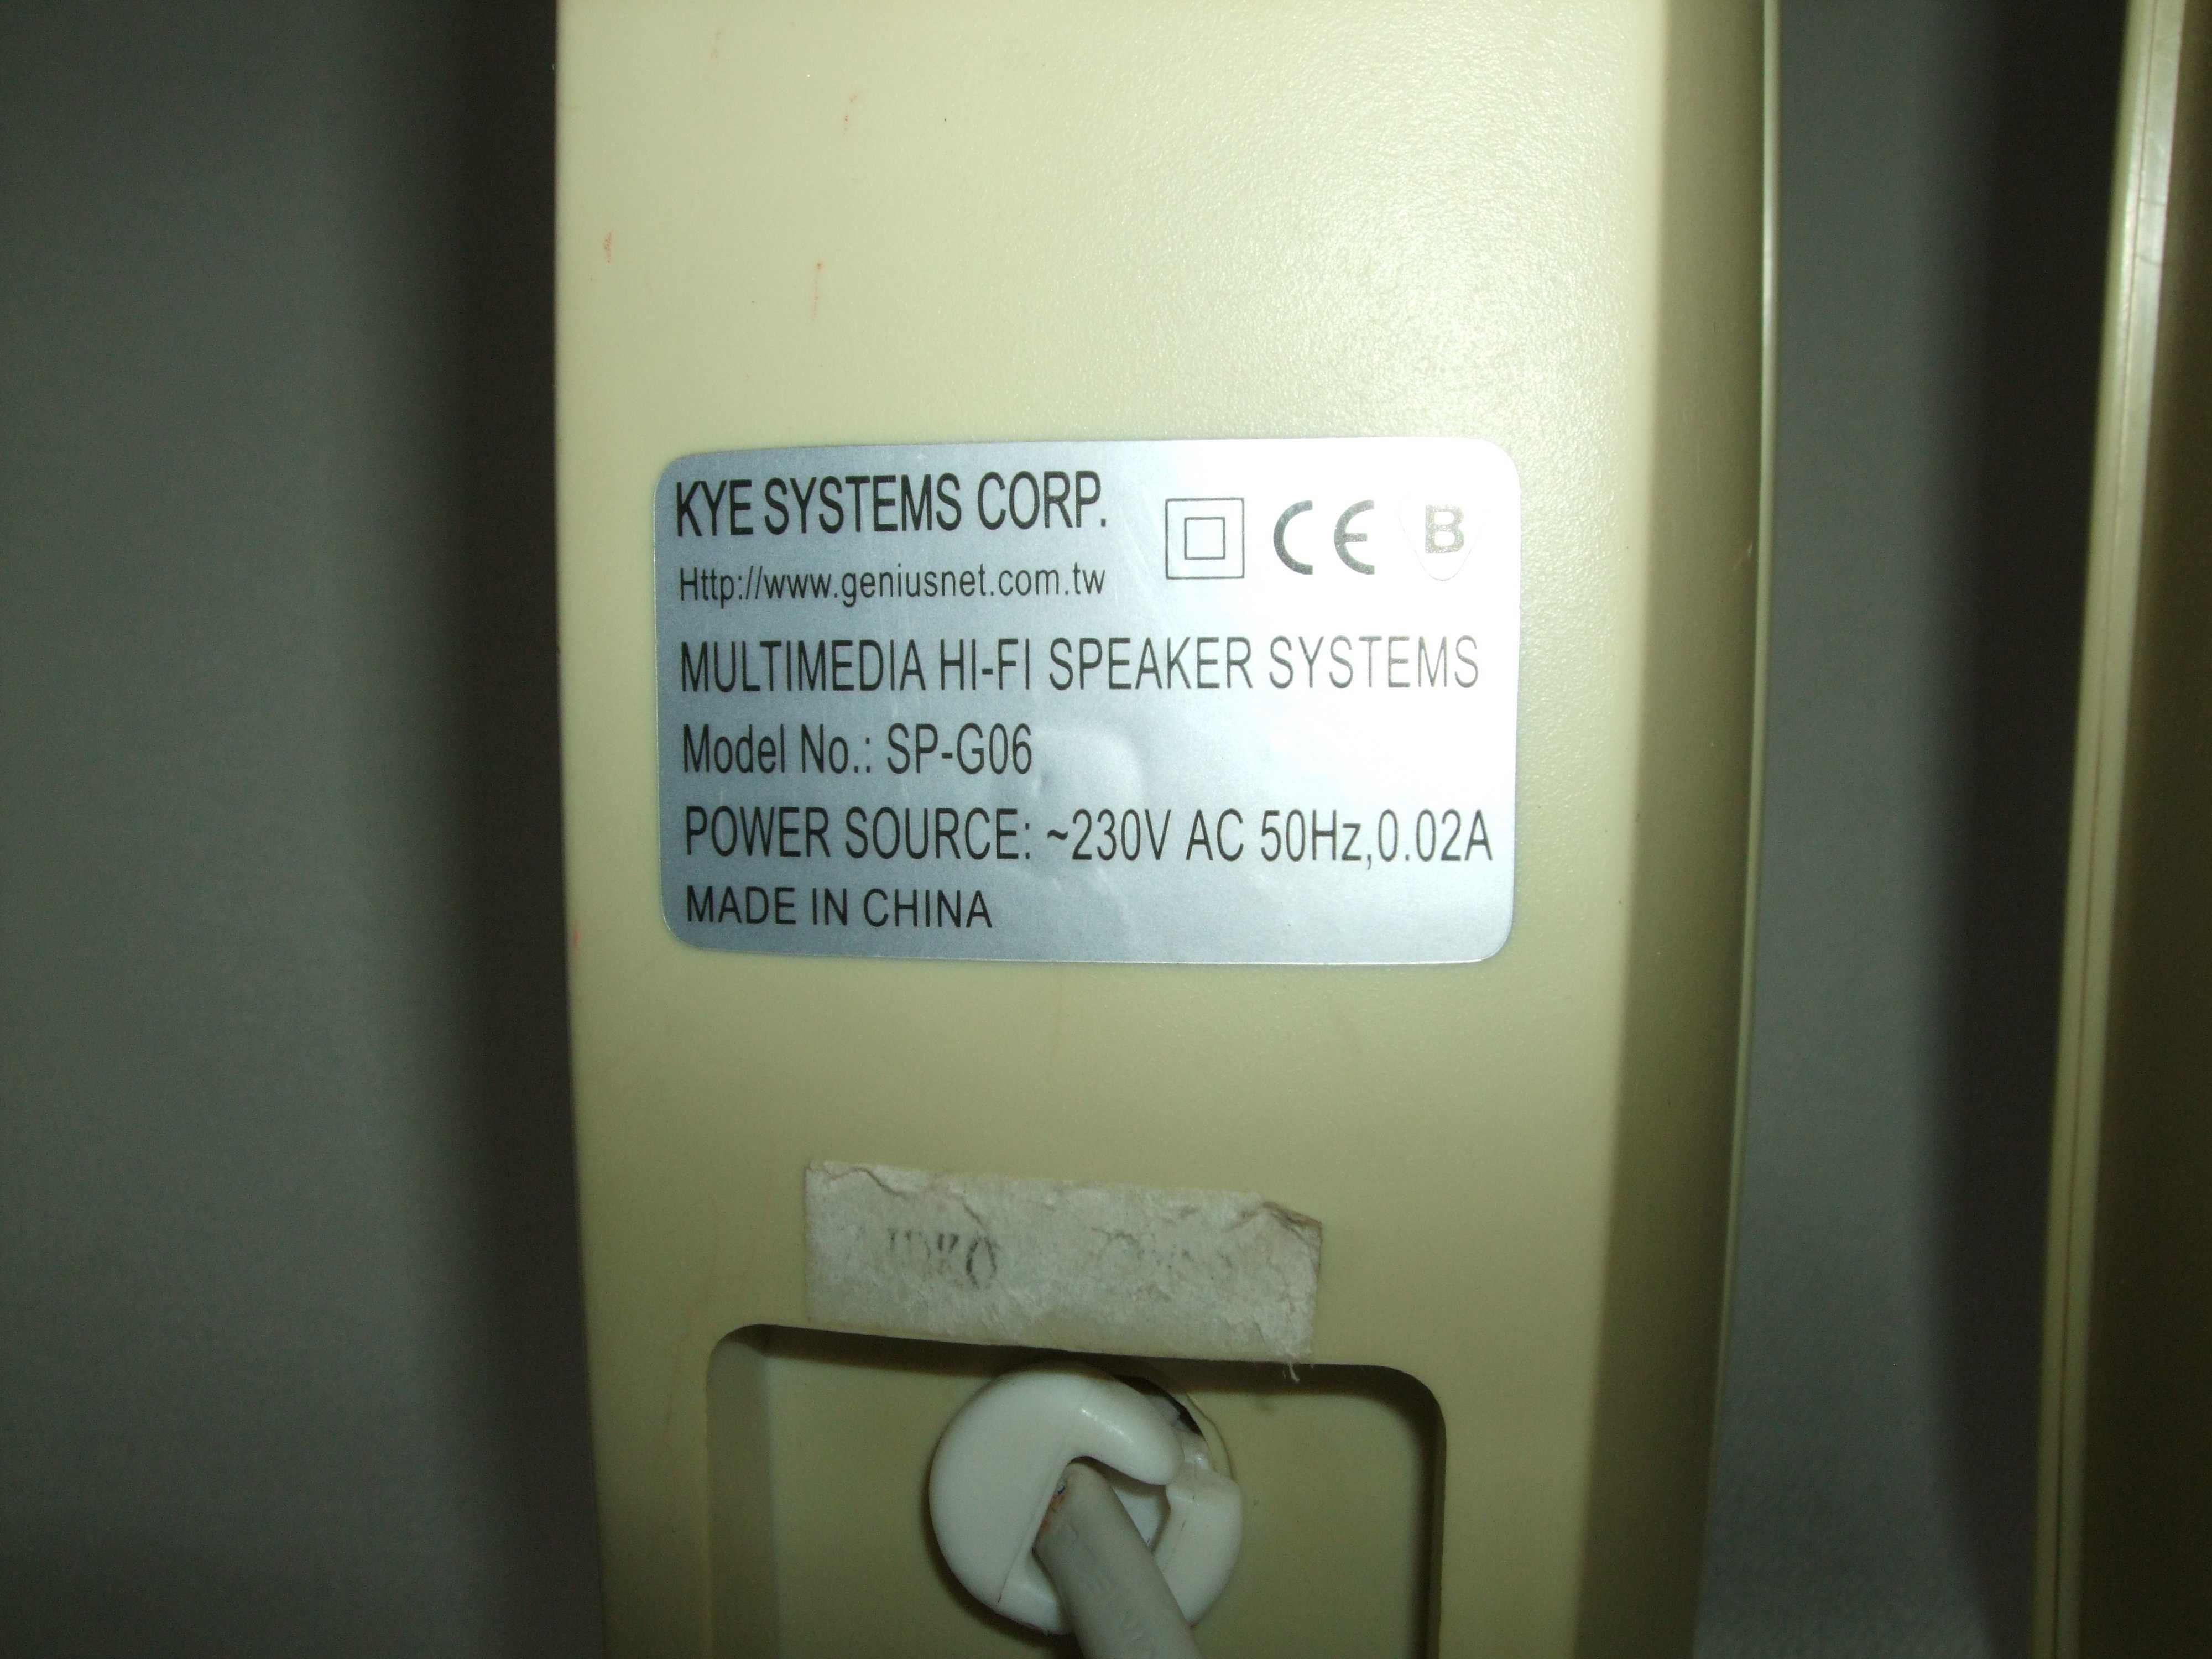 KYE SYSTEMS CORP.
CE B
Http://www.geniusnet.com.tw
MULTIMEDIA HI-FI SPEAKER SYSTEMS
Model No.: SP-G06
POWER SOURCE: ~230V AC 50Hz,0.02A
MADE IN CHINA